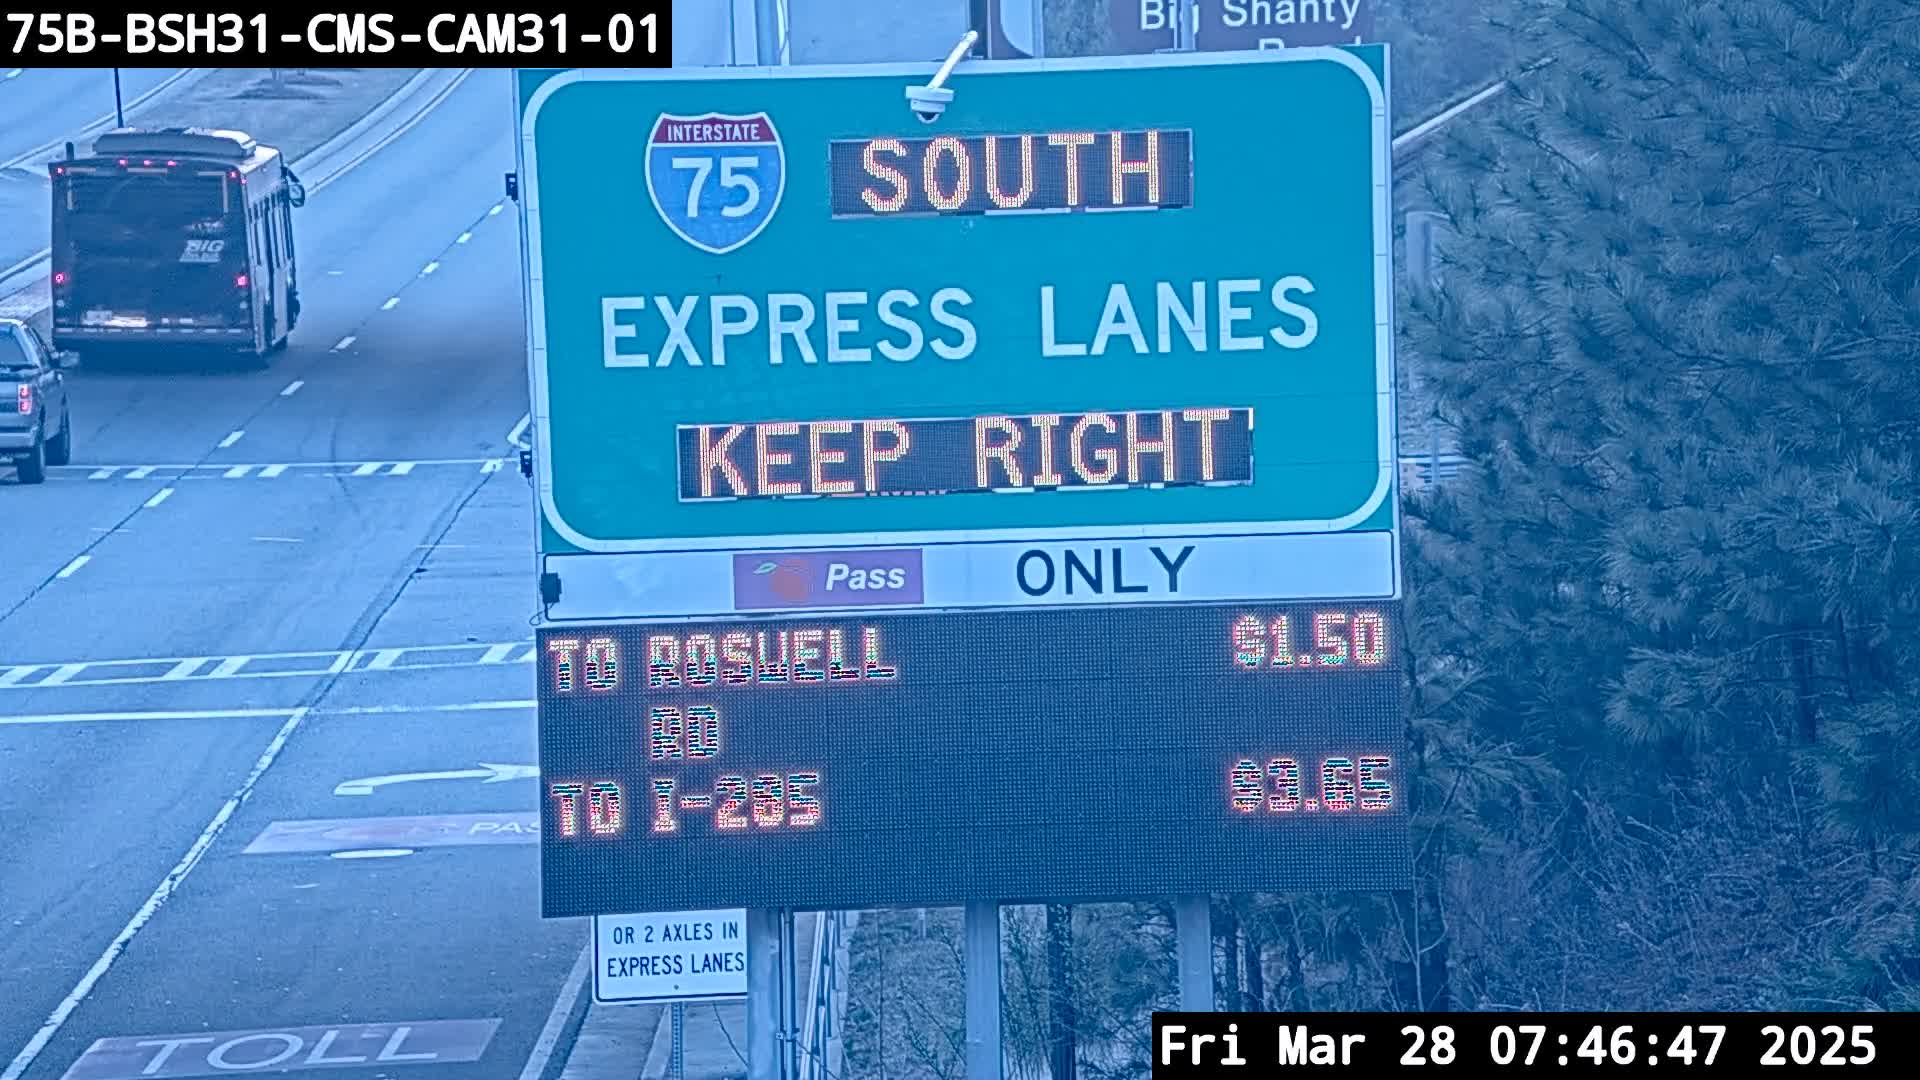 75B-BSH31-CMS-CAM31-01
Big Shanty
INTERSTATE
75
SOUTH
EXPRESS LANES
KEEP RIGHT
Pass ONLY
TO ROSWELL $1.50
RD
TO I-285 $3.65
BIG
OR 2 AXLES IN
EXPRESS LANES
TOLL
Fri Mar 28 07:46:47 2025